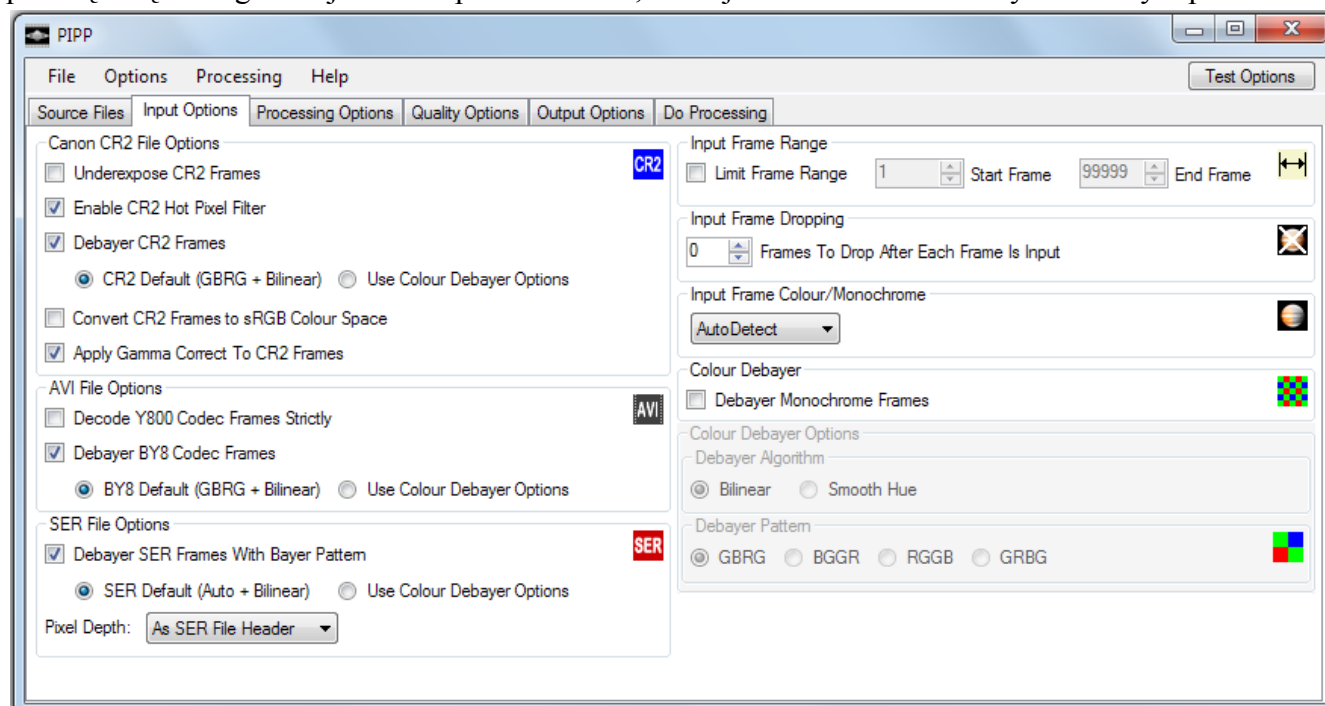 PIPP
File Options Processing Help Test Options
Source Files Input Options Processing Options Quality Options Output Options Do Processing
Canon CR2 File Options
CR2
Underexpose CR2 Frames
Enable CR2 Hot Pixel Filter
Debayer CR2 Frames
CR2 Default (GBRG + Bilinear) Use Colour Debayer Options
Convert CR2 Frames to sRGB Colour Space
Apply Gamma Correct To CR2 Frames
AVI File Options
AVI
Decode Y800 Codec Frames Strictly
Debayer BY8 Codec Frames
BY8 Default (GBRG + Bilinear) Use Colour Debayer Options
SER File Options
SER
Debayer SER Frames With Bayer Pattern
SER Default (Auto + Bilinear) Use Colour Debayer Options
Pixel Depth: As SER File Header
Input Frame Range
Limit Frame Range 1 Start Frame 99999 End Frame
Input Frame Dropping
0 Frames To Drop After Each Frame Is Input
Input Frame Colour/Monochrome
AutoDetect
Colour Debayer
Debayer Monochrome Frames
Colour Debayer Options
Debayer Algorithm
Bilinear Smooth Hue
Debayer Pattern
GBRG BGGR RGGB GRBG